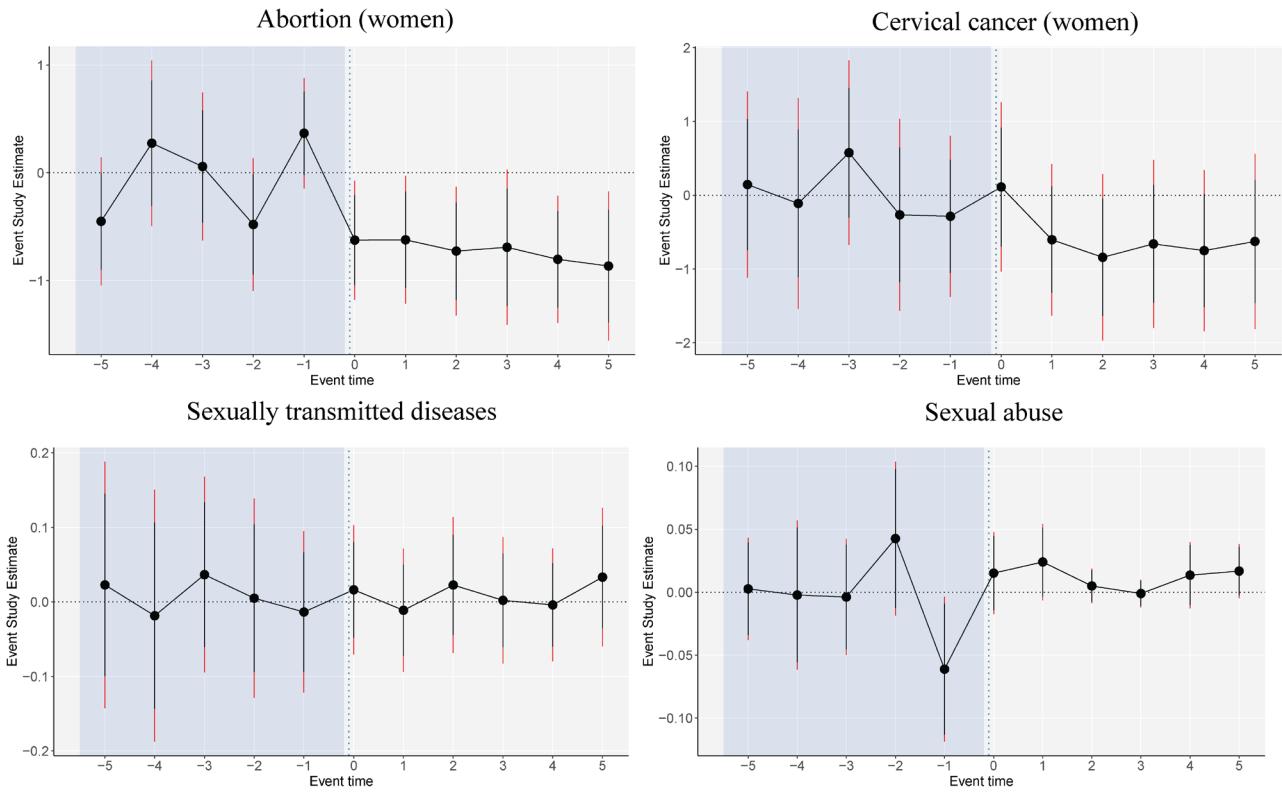 Abortion (women)
Event Study Estimate
1
0
−1
−5 −4 −3 −2 −1 0 1 2 3 4 5
Event time
Cervical cancer (women)
Event Study Estimate
2
1
0
−1
−2
−5 −4 −3 −2 −1 0 1 2 3 4 5
Event time
Sexually transmitted diseases
Event Study Estimate
0.2
0.1
0.0
−0.1
−0.2
−5 −4 −3 −2 −1 0 1 2 3 4 5
Event time
Sexual abuse
Event Study Estimate
0.10
0.05
0.00
−0.05
−0.10
−5 −4 −3 −2 −1 0 1 2 3 4 5
Event time